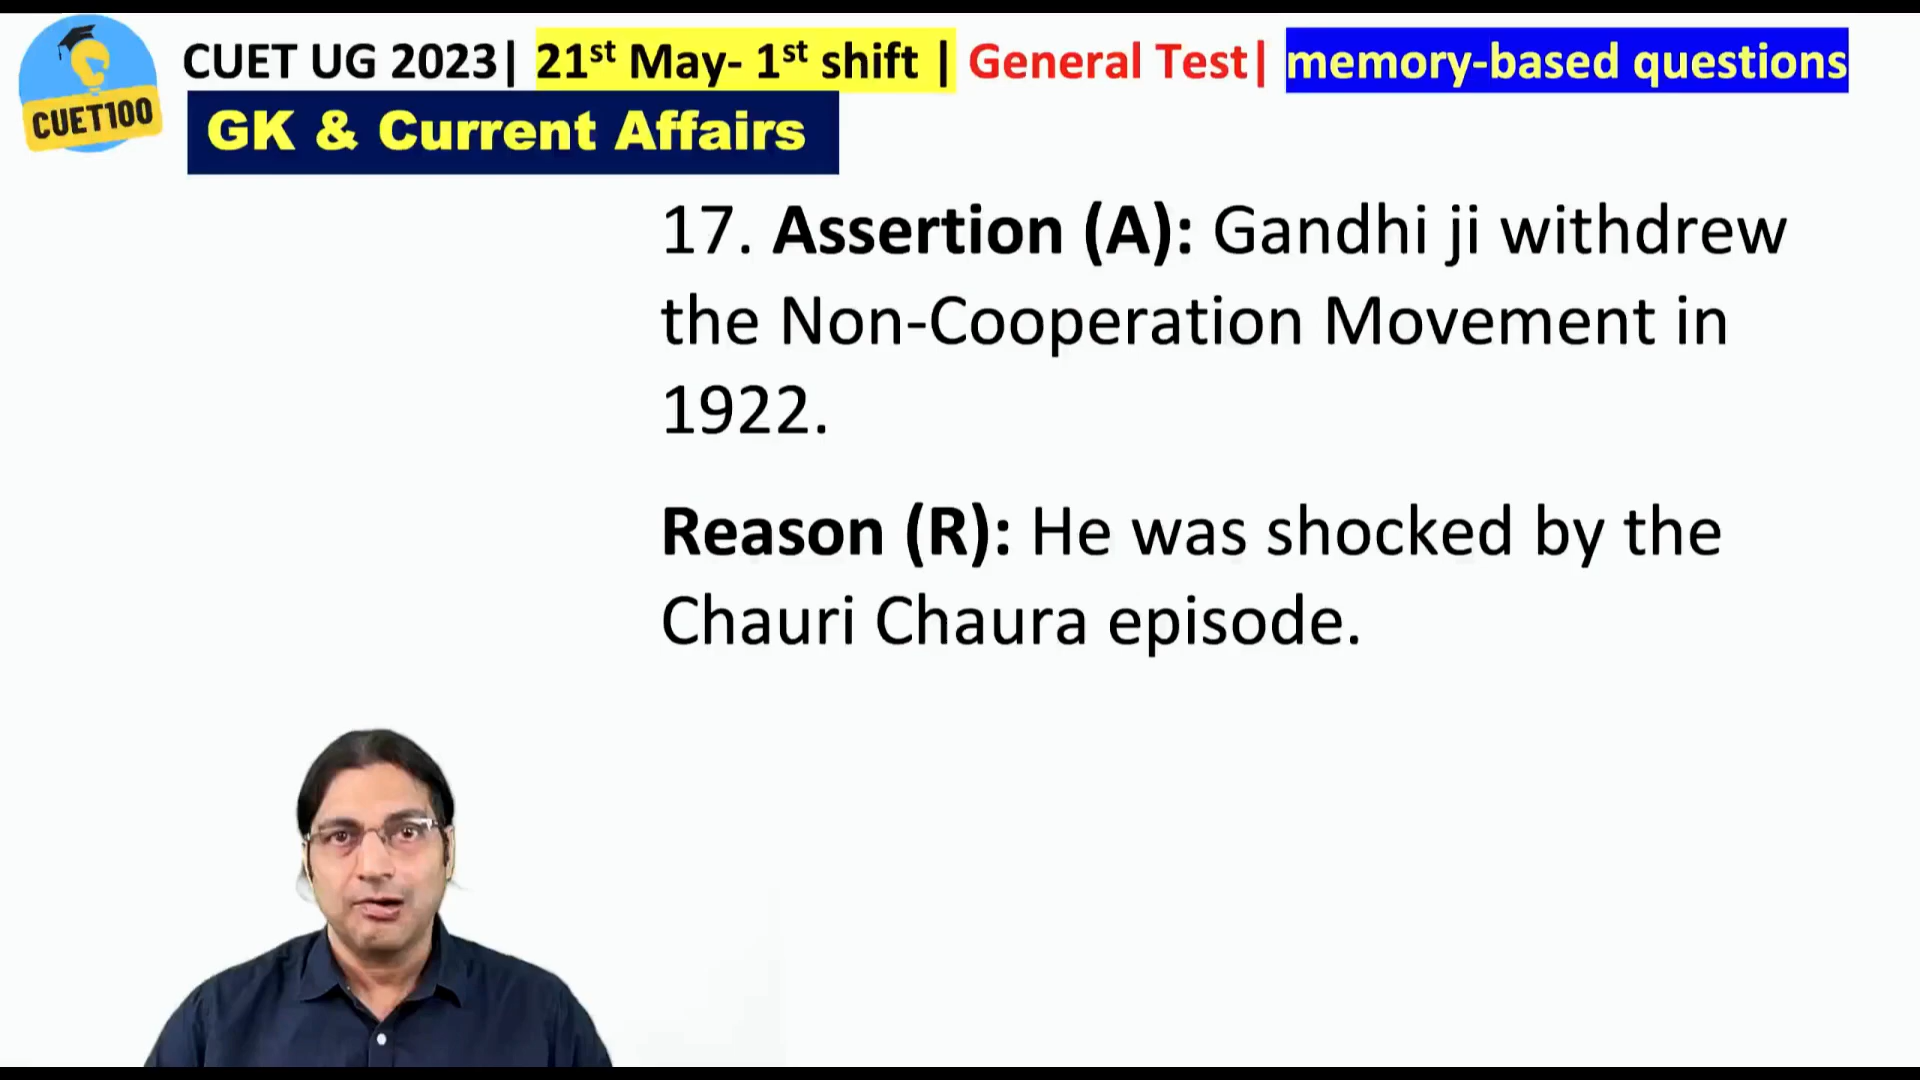 CUET100
CUET UG 2023| 21st May- 1st shift | General Test| memory-based questions
GK & Current Affairs
17. Assertion (A): Gandhi ji withdrew
the Non-Cooperation Movement in
1922.
Reason (R): He was shocked by the
Chauri Chaura episode.